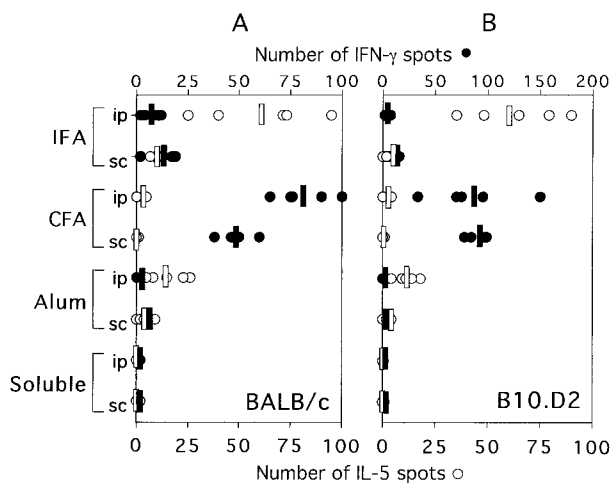 A B
Number of IFN-γ spots ●
0 25 50 75 100 0 50 100 150 200
IFA
ip
sc
CFA
ip
sc
Alum
ip
sc
Soluble
ip
sc
BALB/c B10.D2
0 25 50 75 100 0 25 50 75 100
Number of IL-5 spots ○